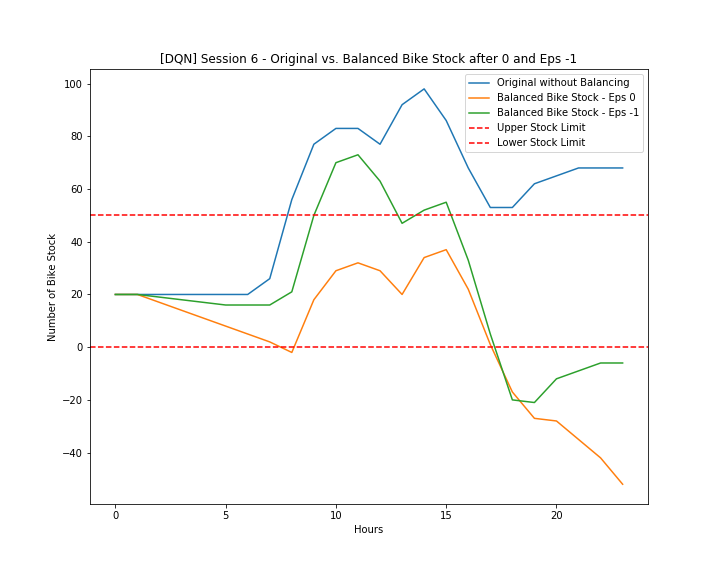 [DQN] Session 6 - Original vs. Balanced Bike Stock after 0 and Eps -1
Original without Balancing
Balanced Bike Stock - Eps 0
Balanced Bike Stock - Eps -1
Upper Stock Limit
Lower Stock Limit
Number of Bike Stock
100
80
60
40
20
0
−20
−40
0 5 10 15 20
Hours